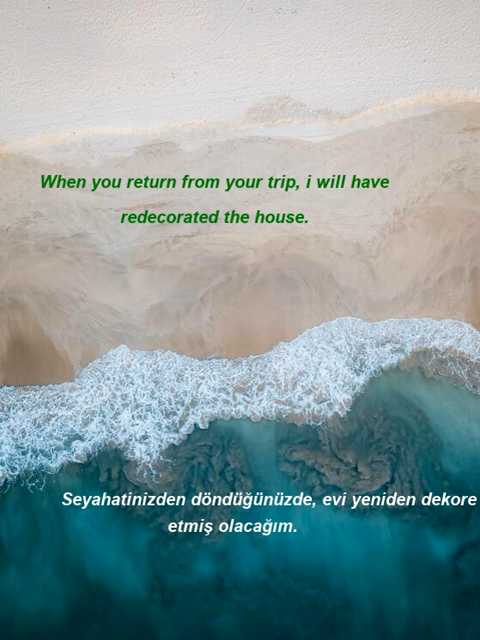 When you return from your trip, i will have
redecorated the house.
Seyahatinizden döndüğünüzde, evi yeniden dekore
etmiş olacağım.